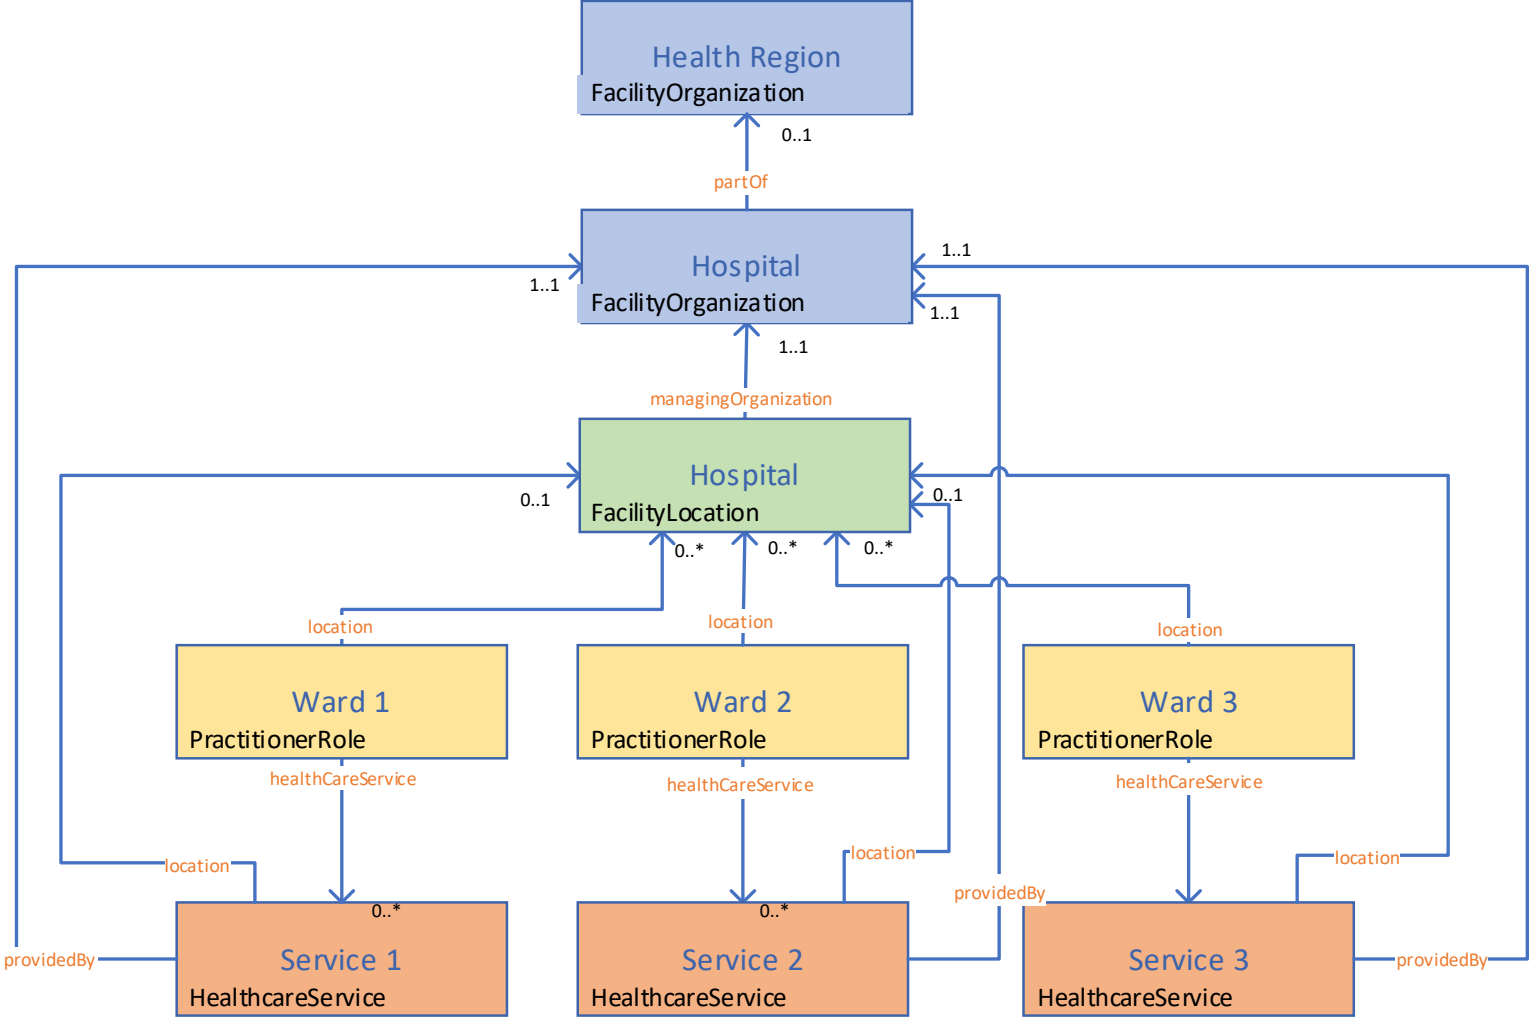 Health Region
FacilityOrganization
0..1
partOf
Hospital
FacilityOrganization
1..1
1..1
1..1
1..1
managingOrganization
Hospital
FacilityLocation
0..1
0..1
0..*
0..*
0..*
location
location
location
Ward 1
PractitionerRole
Ward 2
PractitionerRole
Ward 3
PractitionerRole
healthCareService
healthCareService
healthCareService
location
location
location
providedBy
0..*
0..*
Service 1
HealthcareService
Service 2
HealthcareService
Service 3
HealthcareService
providedBy
providedBy